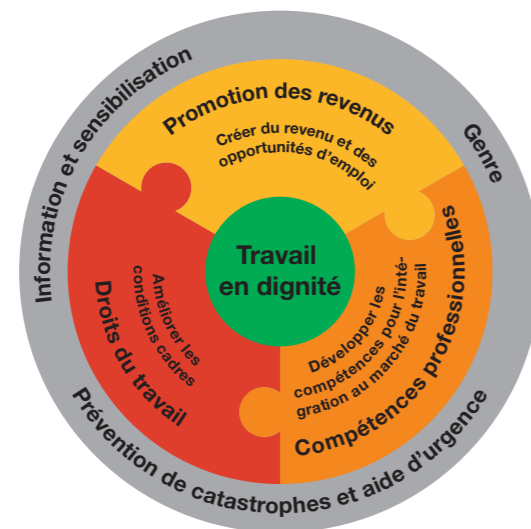 Information et sensibilisation
Genre
Prévention de catastrophes et aide d'urgence
Promotion des revenus
Créer du revenu et des
opportunités d'emploi
Travail
en dignité
Droits du travail
Améliorer les
conditions cadres
Compétences professionnelles
Développer les
compétences pour l'inté-
gration au marché du travail